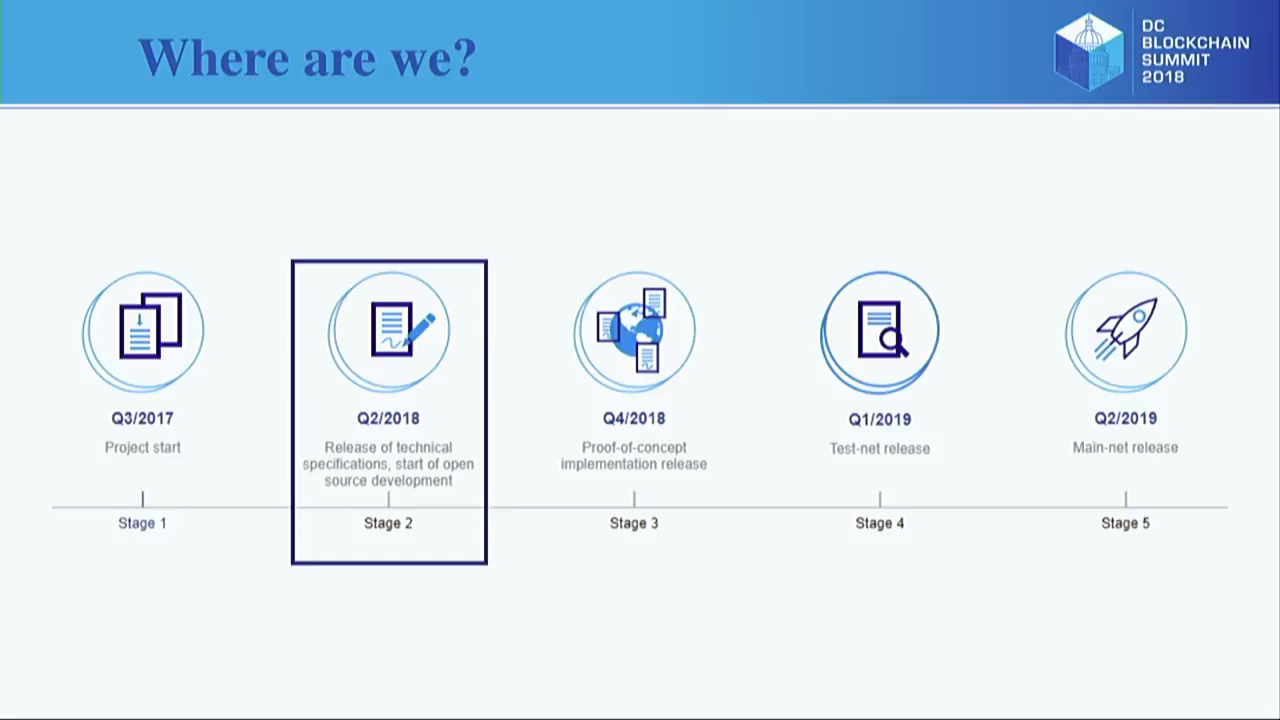 Where are we?
DC
BLOCKCHAIN
SUMMIT
2018
Q3/2017
Project start
Stage 1
Q2/2018
Release of technical
specifications, start of open
source development
Stage 2
Q4/2018
Proof-of-concept
implementation release
Stage 3
Q1/2019
Test-net release
Stage 4
Q2/2019
Main-net release
Stage 5